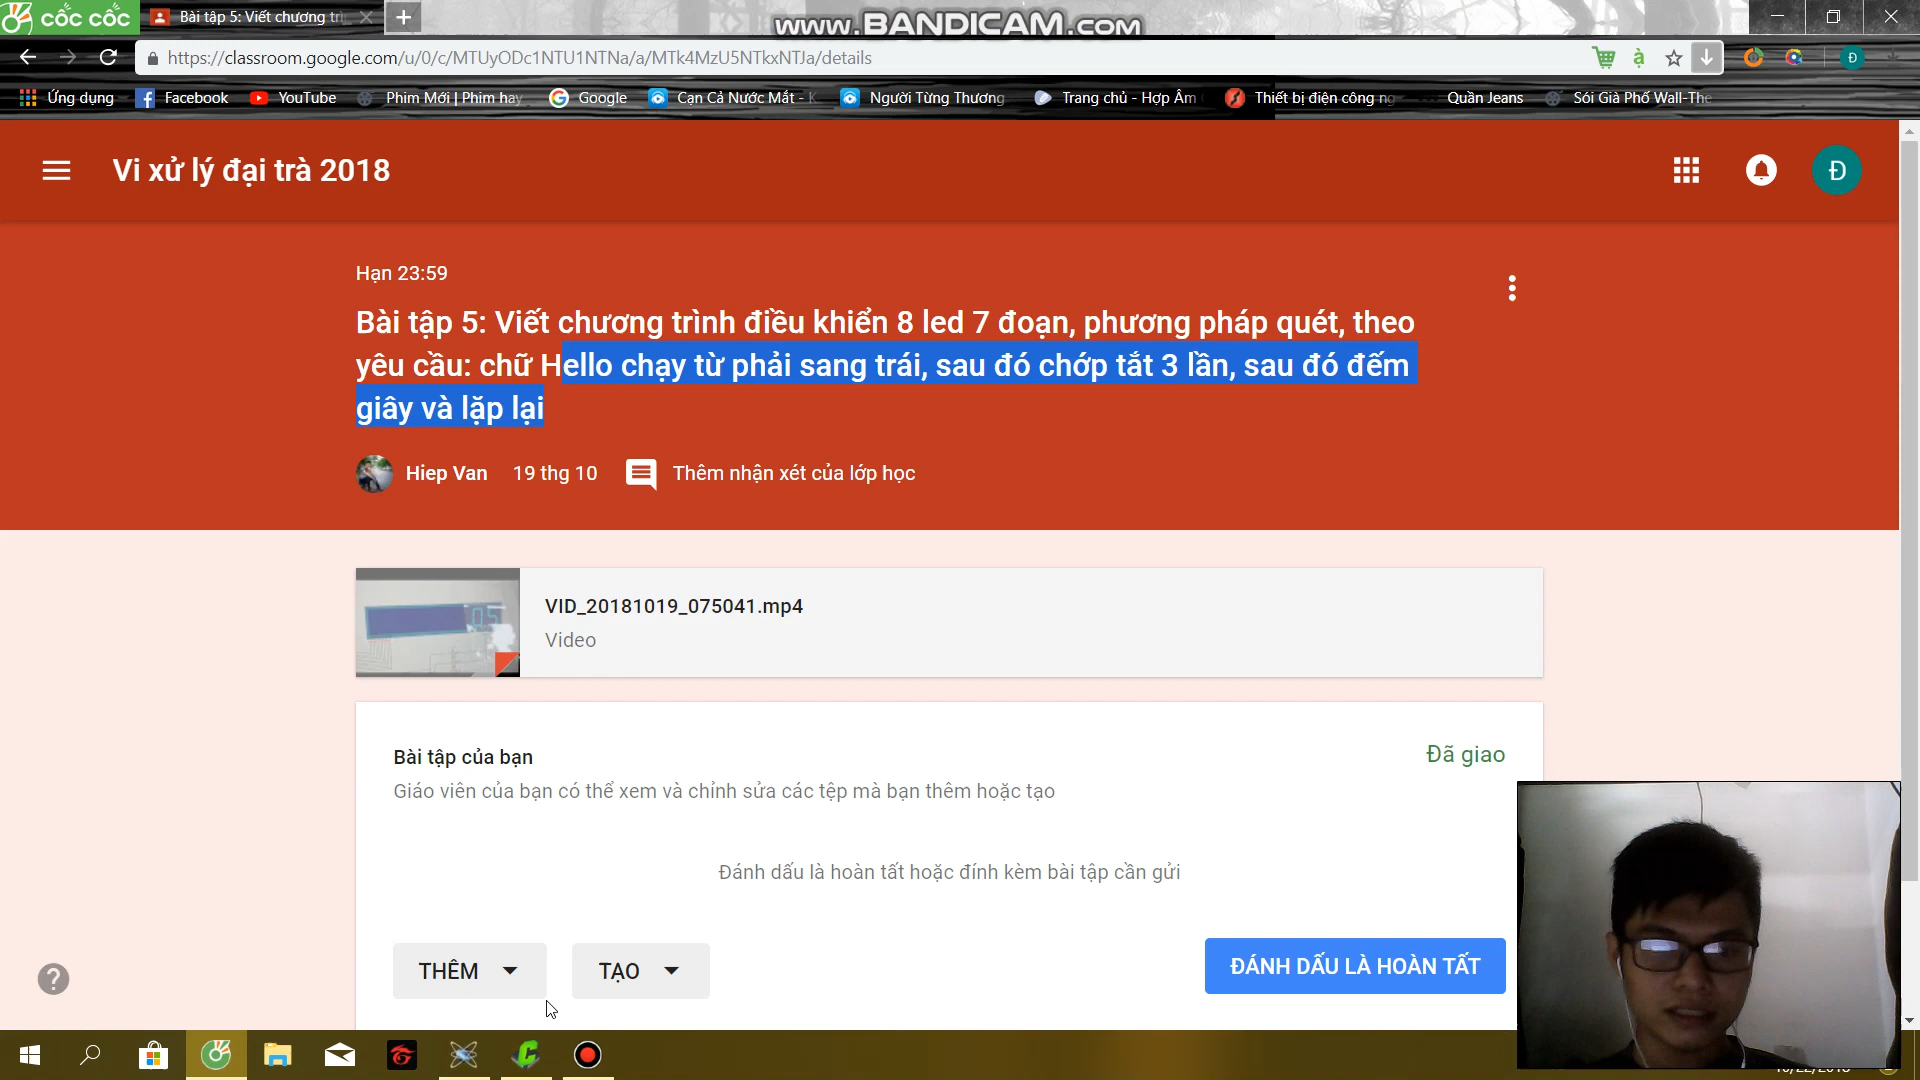 cốc cốc
Bài tập 5: Viết chương tr
WWW.BANDICAM.COM
https://classroom.google.com/u/0/c/MTUyODc1NTU1NTNa/a/MTk4MzU5NTkxNTJa/details
Ứng dụng
Facebook
YouTube
Phim Mới | Phim hay
Google
Cạn Cả Nước Mắt - K
Người Từng Thương
Trang chủ - Hợp Âm
Thiết bị điện công ng
Quần Jeans
Sói Già Phố Wall-The
Vi xử lý đại trà 2018
Đ
Hạn 23:59
Bài tập 5: Viết chương trình điều khiển 8 led 7 đoạn, phương pháp quét, theo
yêu cầu: chữ Hello chạy từ phải sang trái, sau đó chớp tắt 3 lần, sau đó đếm
giây và lặp lại
Hiep Van
19 thg 10
Thêm nhận xét của lớp học
VID_20181019_075041.mp4
Video
Bài tập của bạn
Đã giao
Giáo viên của bạn có thể xem và chỉnh sửa các tệp mà bạn thêm hoặc tạo
Đánh dấu là hoàn tất hoặc đính kèm bài tập cần gửi
THÊM
TẠO
ĐÁNH DẤU LÀ HOÀN TẤT